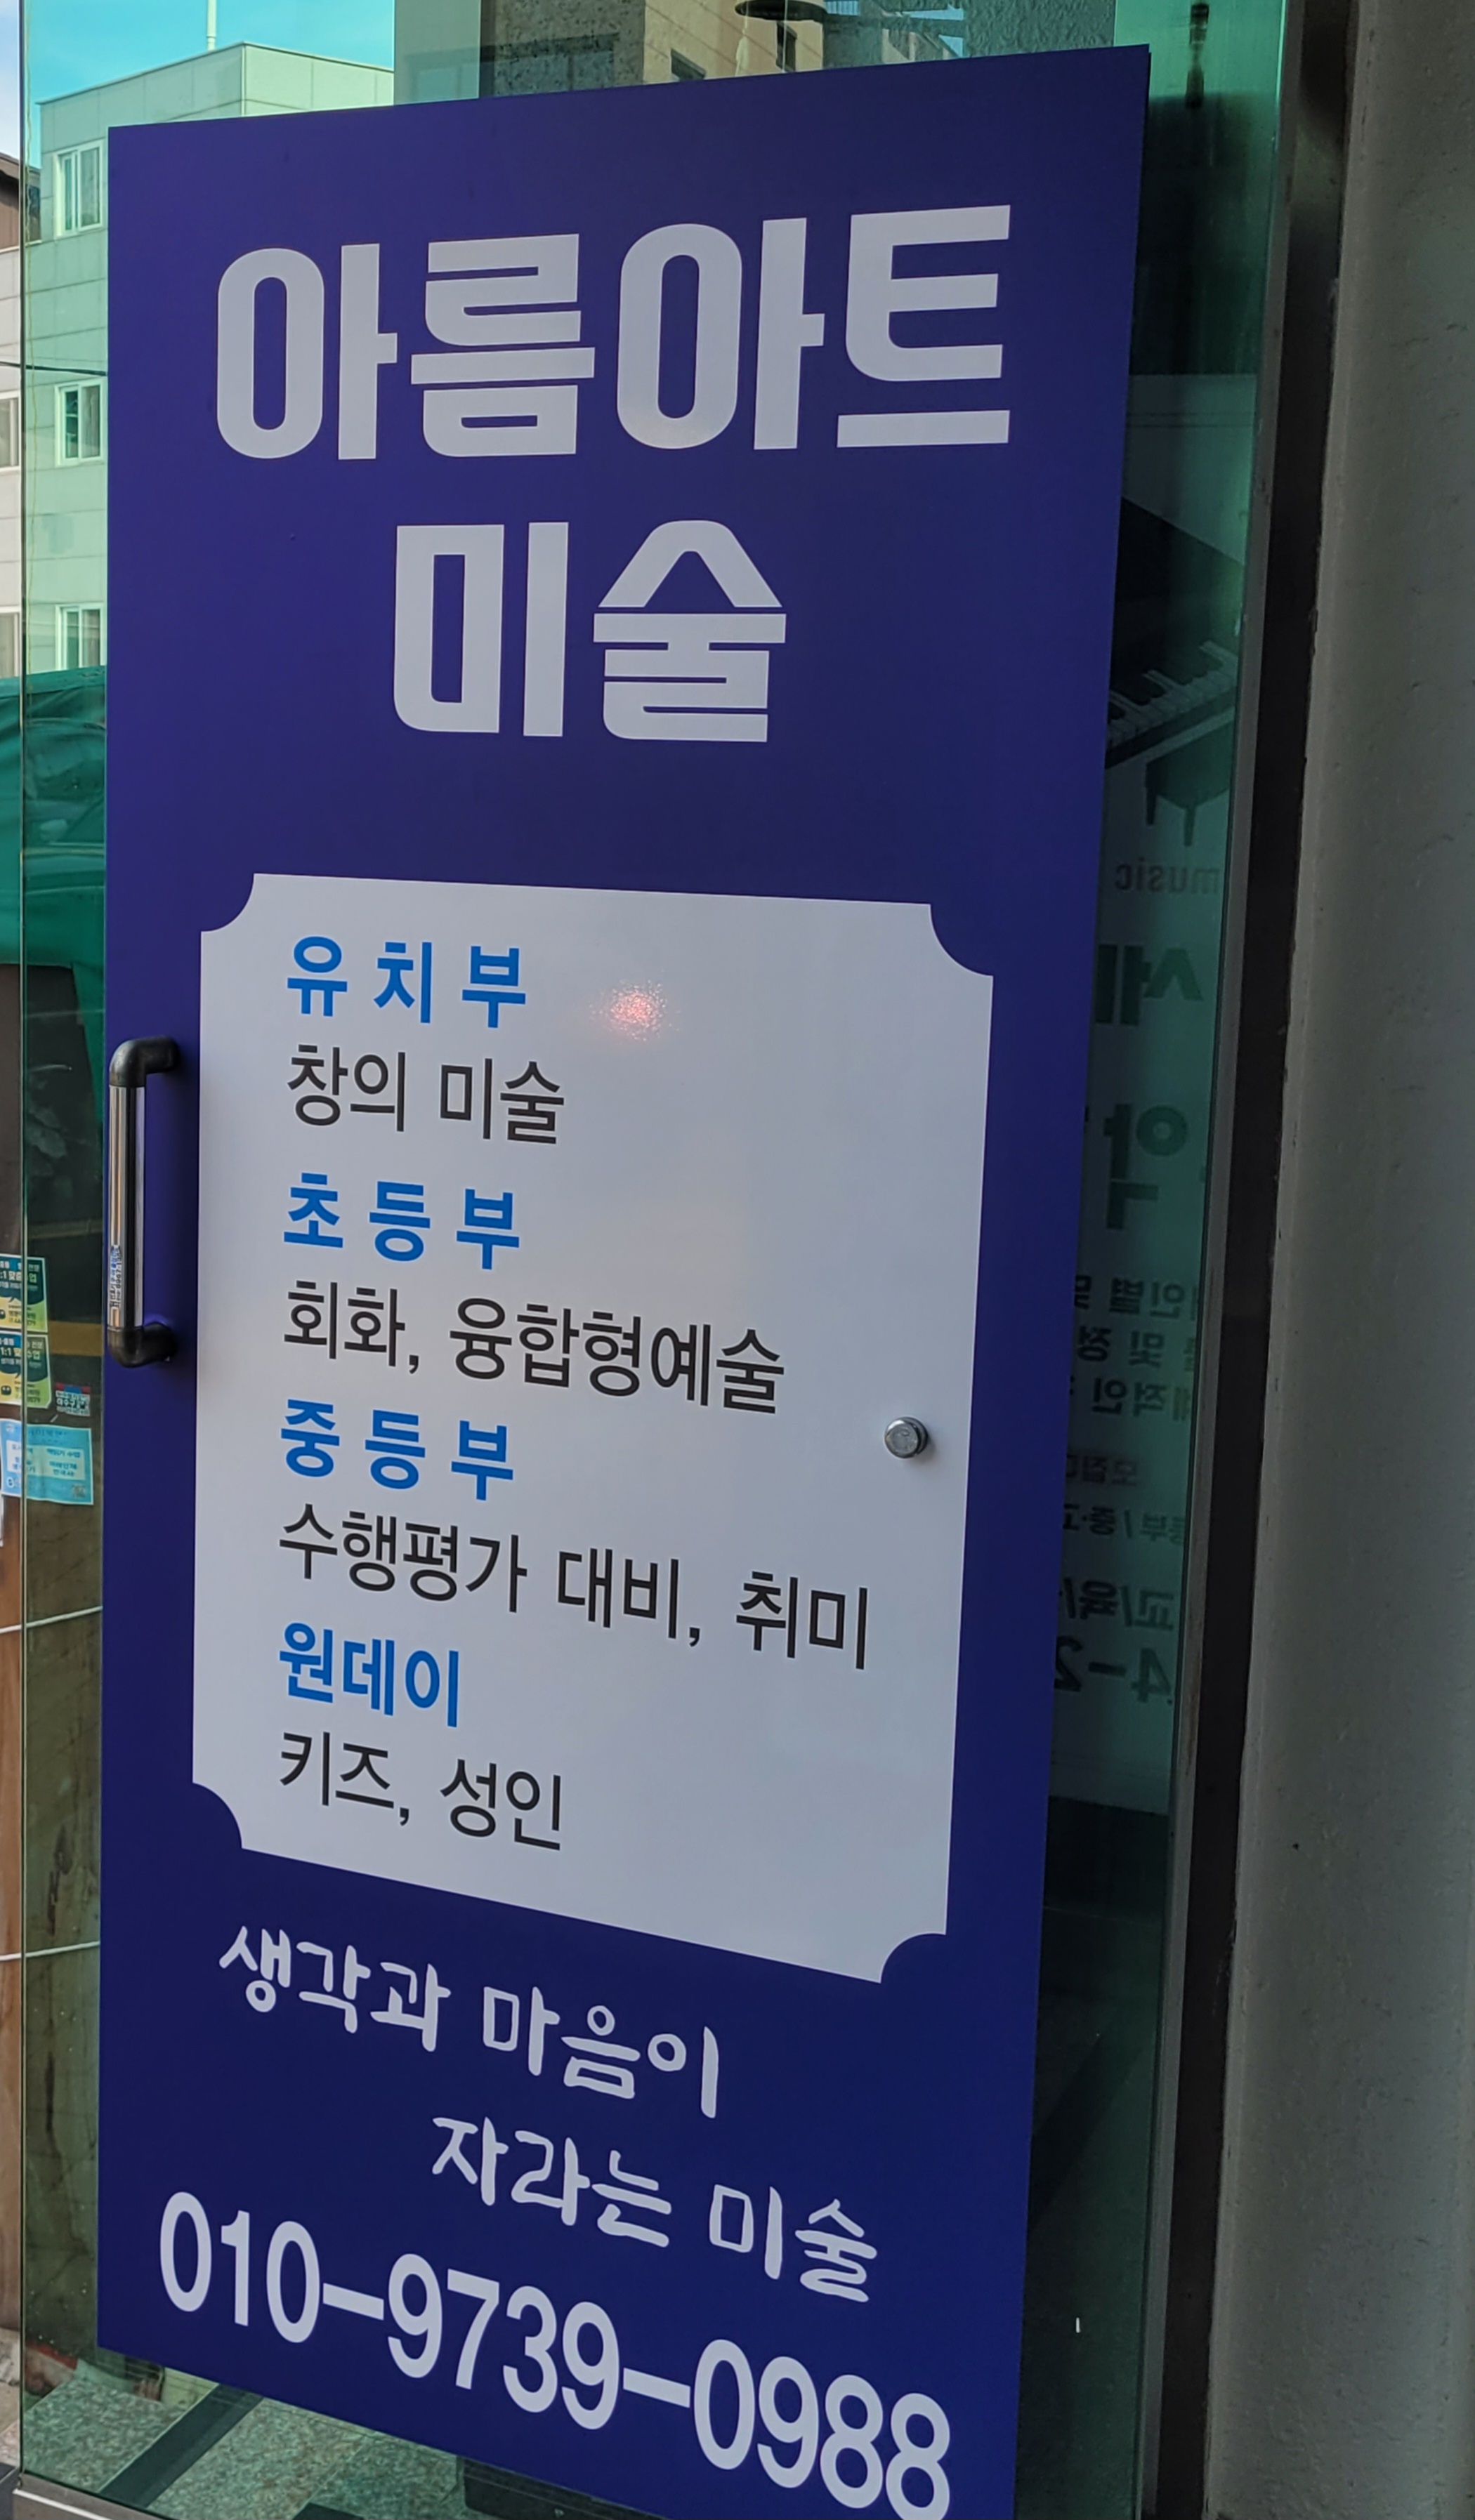 아름아트
미술
유치부
창의 미술
초등부
회화, 융합형예술
중등부
수행평가 대비, 취미
원데이
키즈, 성인
생각과 마음이
자라는 미술
010-9739-0988
music